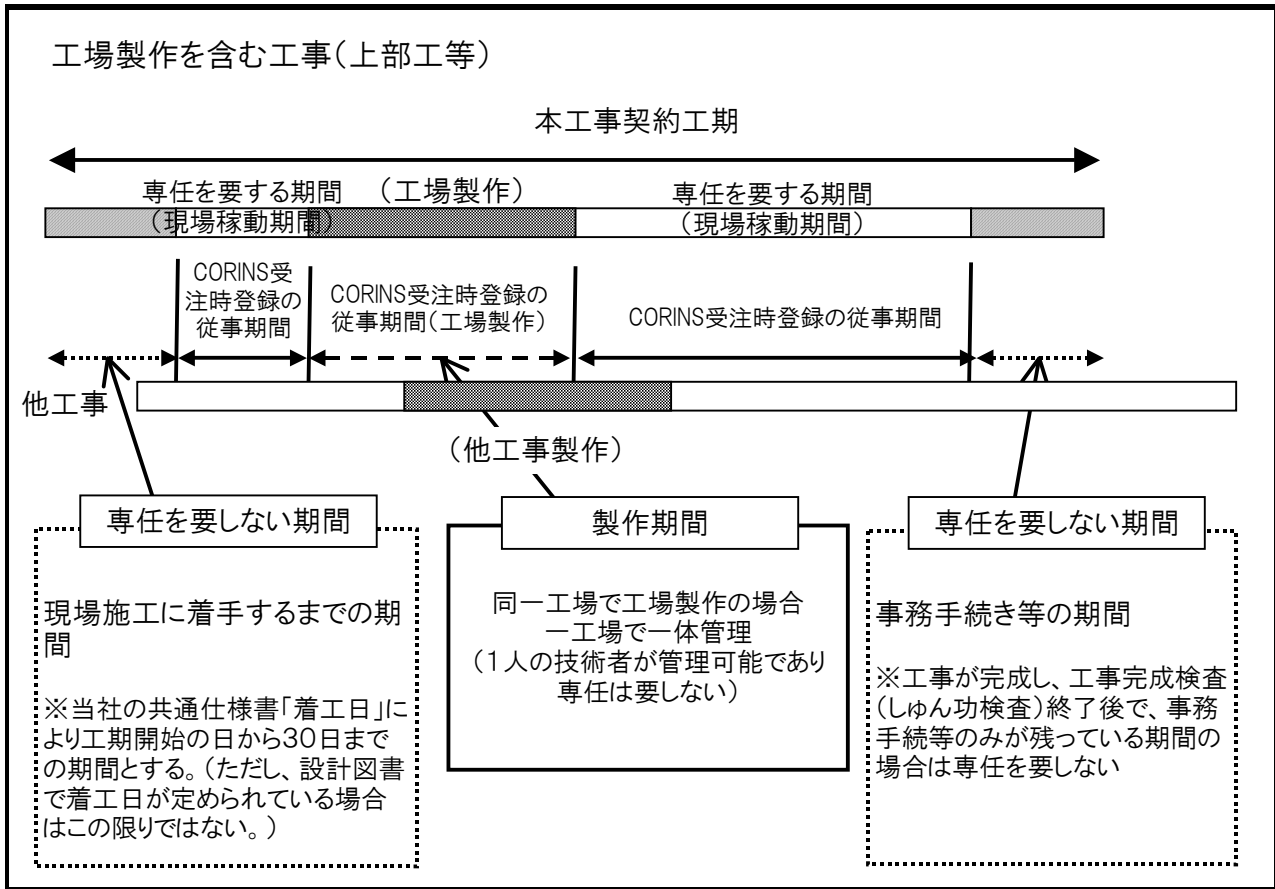 工場製作を含む工事(上部工等)
本工事契約工期
専任を要する期間
(現場稼動期間)
(工場製作)
専任を要する期間
(現場稼動期間)
CORINS受
注時登録の
従事期間
CORINS受注時登録の
従事期間(工場製作)
CORINS受注時登録の従事期間
他工事
(他工事製作)
専任を要しない期間
現場施工に着手するまでの期
間
※当社の共通仕様書「着工日」に
より工期開始の日から30日まで
の期間とする。(ただし、設計図書
で着工日が定められている場合
はこの限りではない。)
製作期間
同一工場で工場製作の場合
一工場で一体管理
(1人の技術者が管理可能であり
専任は要しない)
専任を要しない期間
事務手続き等の期間
※工事が完成し、工事完成検査
(しゅん功検査)終了後で、事務
手続等のみが残っている期間の
場合は専任を要しない